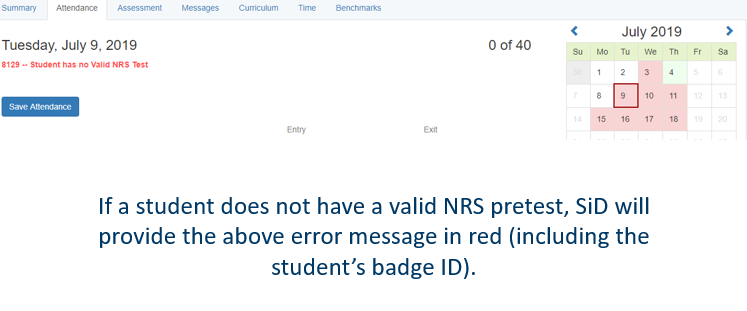 Summary Attendance Assessment Messages Curriculum Time Benchmarks
Tuesday, July 9, 2019 0 of 40
8129 -- Student has no Valid NRS Test
Save Attendance
Entry Exit
July 2019
Su Mo Tu We Th Fr Sa
30 1 2 3 4 5 6
7 8 9 10 11 12 13
14 15 16 17 18 19 20
If a student does not have a valid NRS pretest, SiD will
provide the above error message in red (including the
student’s badge ID).